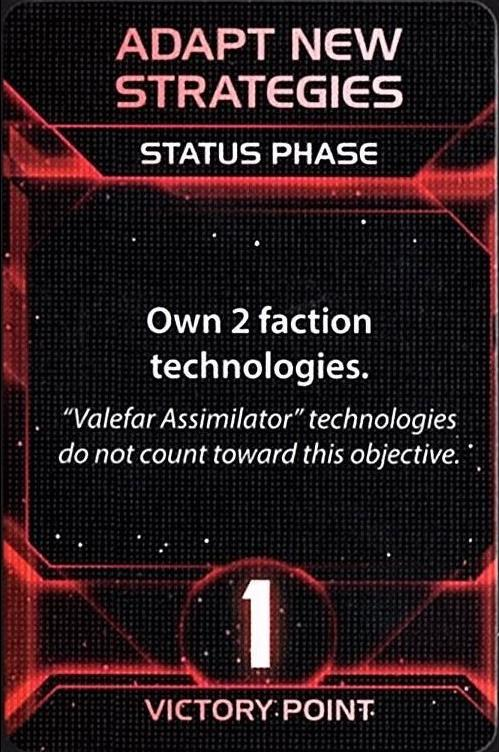 ADAPT NEW
STRATEGIES
STATUS PHASE
Own 2 faction
technologies.
“Valefar Assimilator” technologies
do not count toward this objective.
1
VICTORY POINT